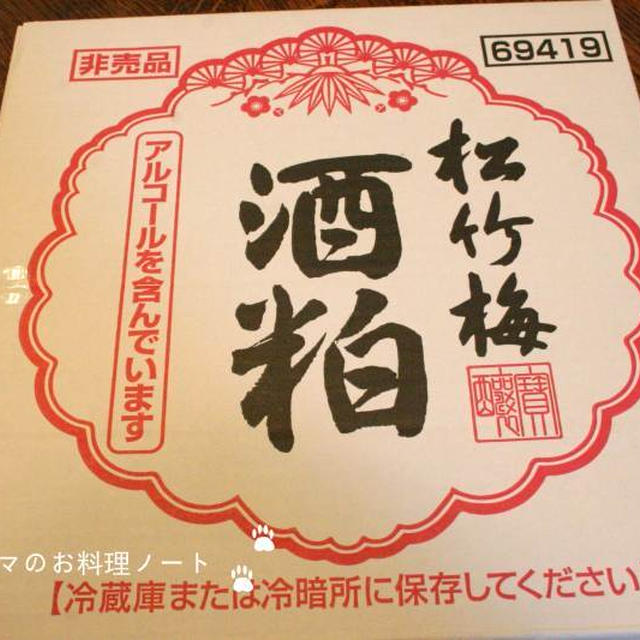 非売品
69419
松竹梅
酒粕
アルコールを含んでいます
寶醸
マのお料理ノート
【冷蔵庫または冷暗所に保存してください